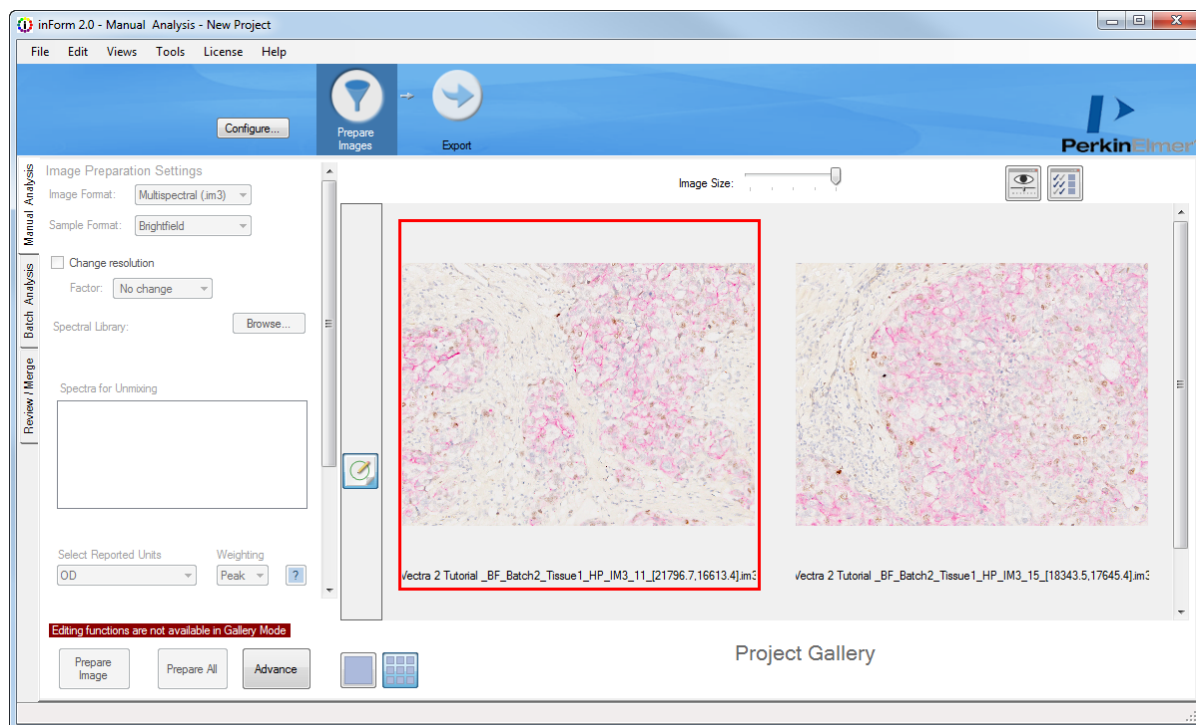 inForm 2.0 - Manual Analysis - New Project
File Edit Views Tools License Help
Configure...
Prepare
Images
Export
PerkinElmer
Manual Analysis
Batch Analysis
Review / Merge
Image Preparation Settings
Image Format: Multispectral (.im3)
Sample Format: Brightfield
Change resolution
Factor: No change
Spectral Library: Browse...
Spectra for Unmixing
Select Reported Units Weighting
OD Peak ?
Editing functions are not available in Gallery Mode
Prepare
Image
Prepare All
Advance
Image Size:
Vectra 2 Tutorial _BF_Batch2_Tissue1_HP_IM3_11_[21796.7,16613.4].im3
Vectra 2 Tutorial _BF_Batch2_Tissue1_HP_IM3_15_[18343.5,17645.4].im3
Project Gallery